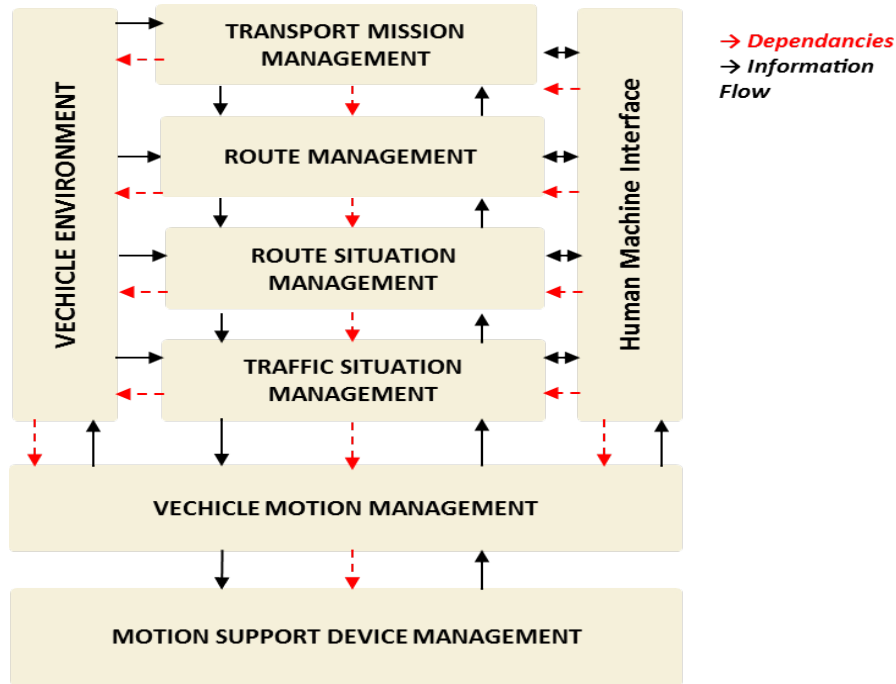 TRANSPORT MISSION
MANAGEMENT
→ Dependancies
→ Information
Flow
VECHICLE ENVIRONMENT
ROUTE MANAGEMENT
Human Machine Interface
ROUTE SITUATION
MANAGEMENT
TRAFFIC SITUATION
MANAGEMENT
VECHICLE MOTION MANAGEMENT
MOTION SUPPORT DEVICE MANAGEMENT